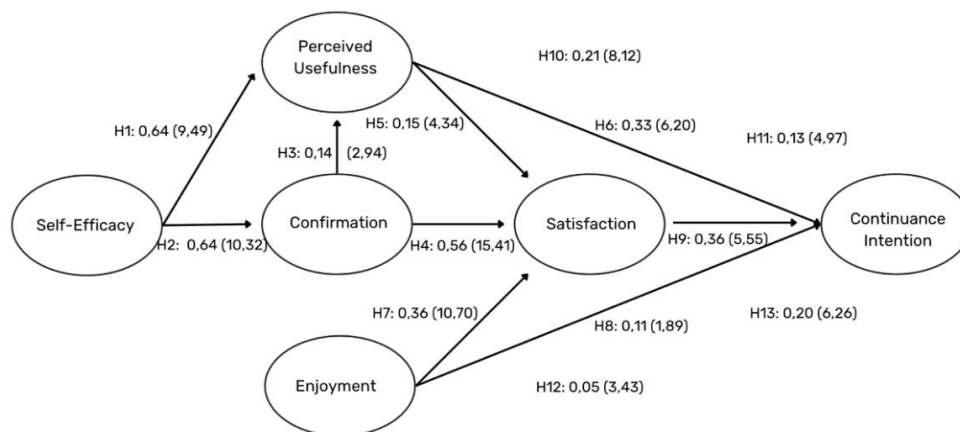 Perceived
Usefulness
H10: 0,21 (8,12)
H1: 0,64 (9,49)
H5: 0,15 (4,34)
H6: 0,33 (6,20)
H11: 0,13 (4,97)
H3: 0,14 (2,94)
Self-Efficacy
Confirmation
Satisfaction
Continuance
Intention
H2: 0,64 (10,32)
H4: 0,56 (15,41)
H9: 0,36 (5,55)
H7: 0,36 (10,70)
H8: 0,11 (1,89)
H13: 0,20 (6,26)
Enjoyment
H12: 0,05 (3,43)